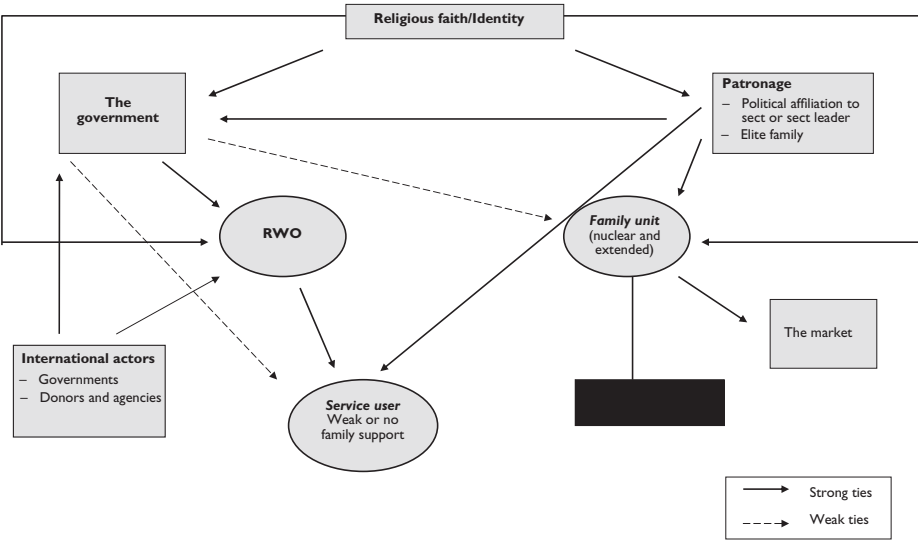 Religious faith/Identity
The
government
Patronage
– Political affiliation to
sect or sect leader
– Elite family
RWO
Family unit
(nuclear and
extended)
The market
International actors
– Governments
– Donors and agencies
Service user
Weak or no
family support
Strong ties
Weak ties